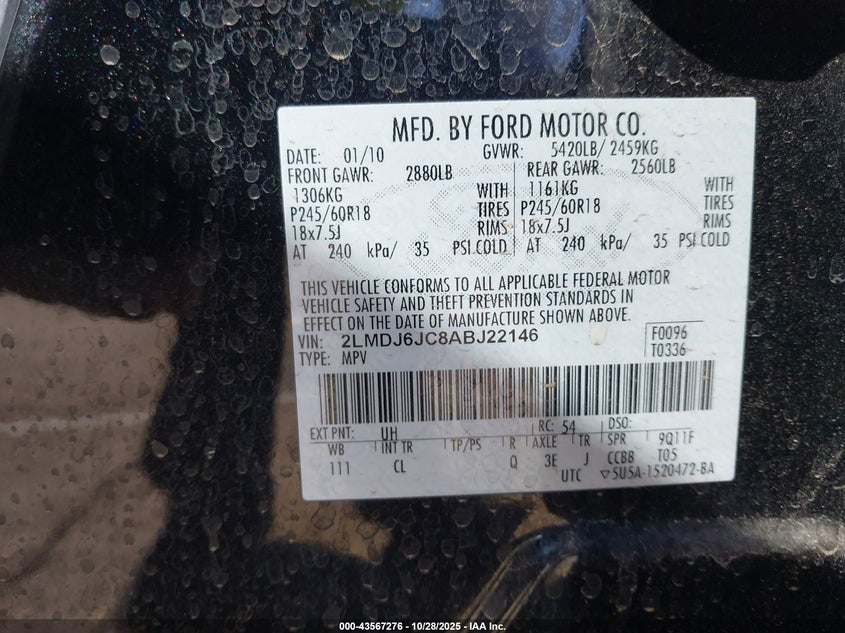 MFD. BY FORD MOTOR CO.
DATE: 01/10 GVWR: 5420LB/ 2459KG
FRONT GAWR: 2880LB REAR GAWR: 2560LB
1306KG WITH 1161KG WITH
P245/60R18 TIRES P245/60R18 TIRES
18x7.5J RIMS 18x7.5J RIMS
AT 240 kPa/ 35 PSI COLD AT 240 kPa/ 35 PSI COLD
THIS VEHICLE CONFORMS TO ALL APPLICABLE FEDERAL MOTOR
VEHICLE SAFETY AND THEFT PREVENTION STANDARDS IN
EFFECT ON THE DATE OF MANUFACTURE SHOWN ABOVE.
VIN: 2LMDJ6JC8ABJ22146 F0096
TYPE: MPV T0336
EXT PNT: UH RC: 54 DSO:
WB INT TR TP/PS R AXLE TR SPR 9Q11F
111 CL Q 3E J CCBB T05
UTC ▽5U5A-1520472-BA
000-43567276 - 10/28/2025 - IAA Inc.